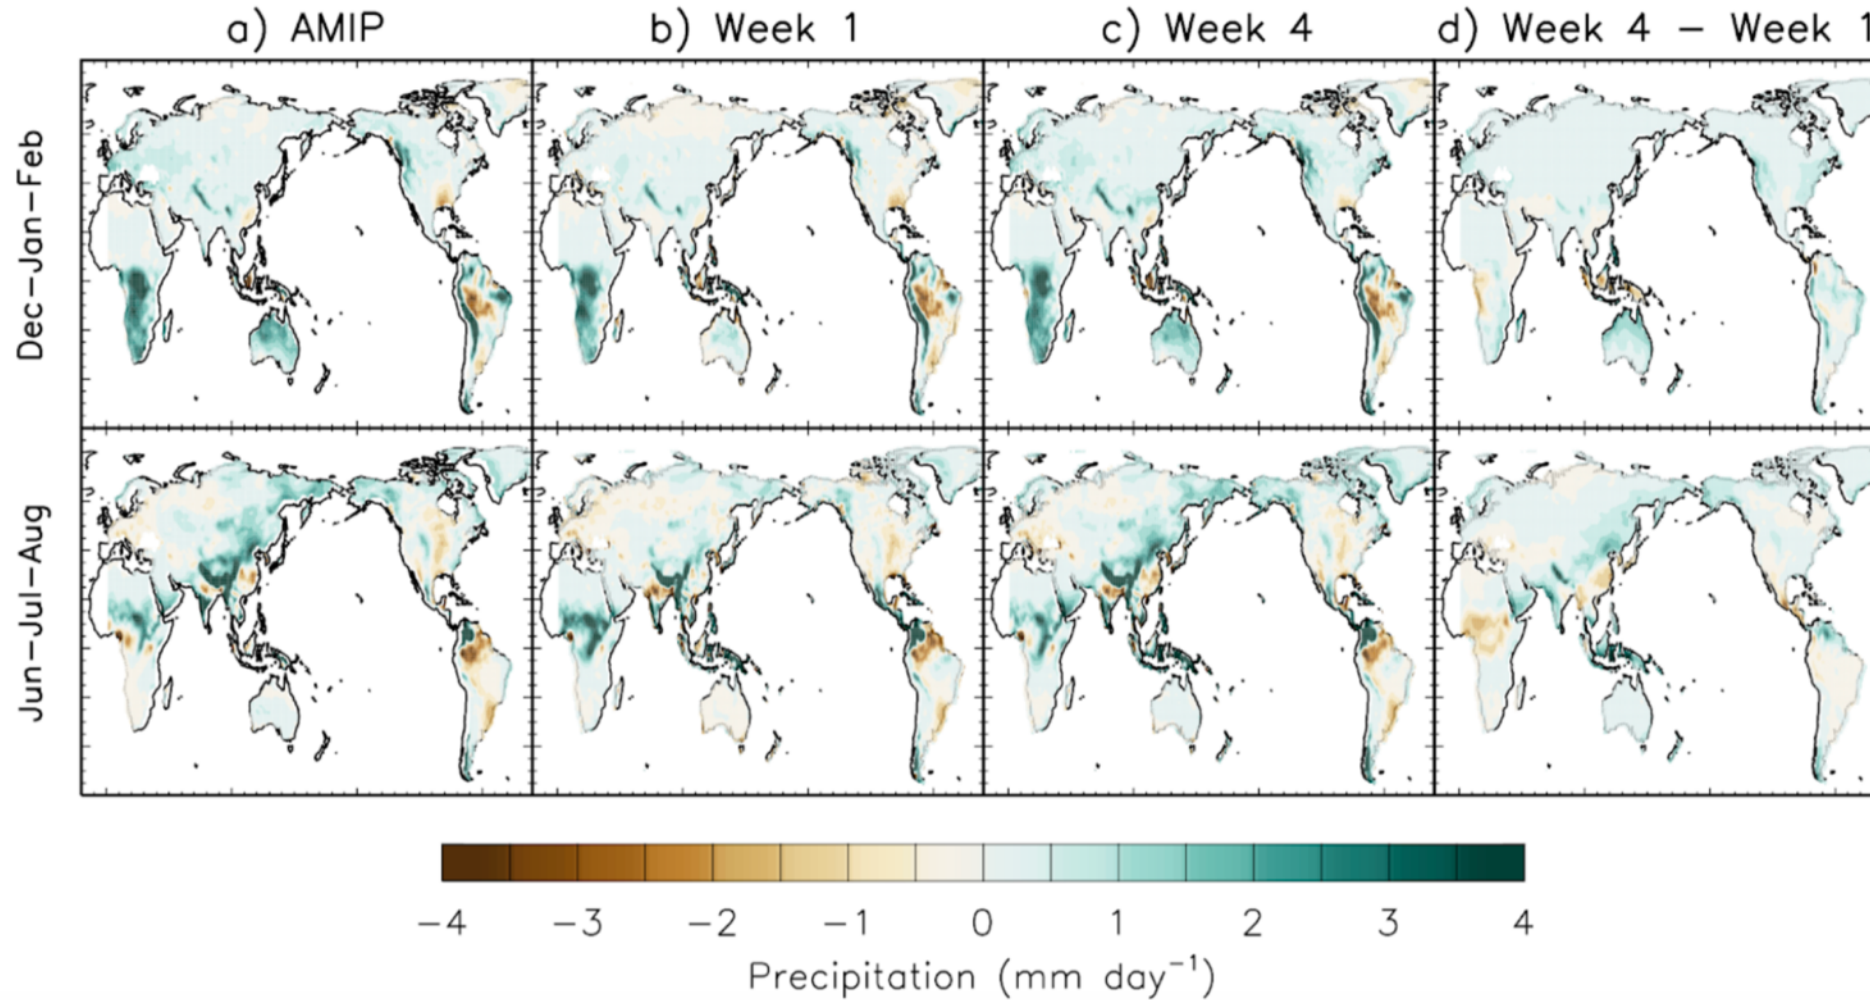 a) AMIP
b) Week 1
c) Week 4
d) Week 4 − Week 1
Dec−Jan−Feb
Jun−Jul−Aug
−4 −3 −2 −1 0 1 2 3 4
Precipitation (mm day⁻¹)